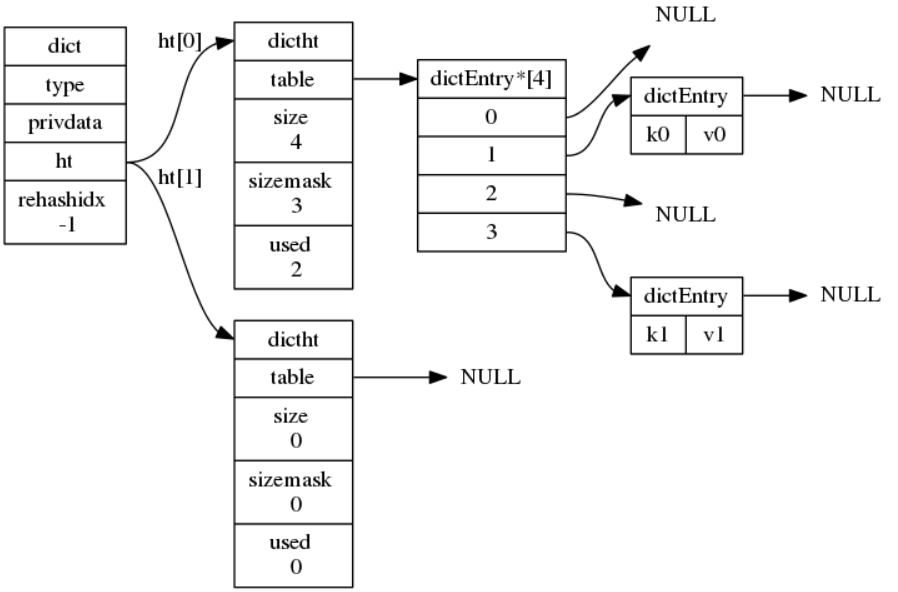 dict
type
privdata
ht
rehashidx
-1
ht[0]
ht[1]
dictht
table
size
4
sizemask
3
used
2
dictht
table
size
0
sizemask
0
used
0
NULL
dictEntry*[4]
0
1
2
3
NULL
dictEntry
k0 v0
NULL
NULL
dictEntry
k1 v1
NULL